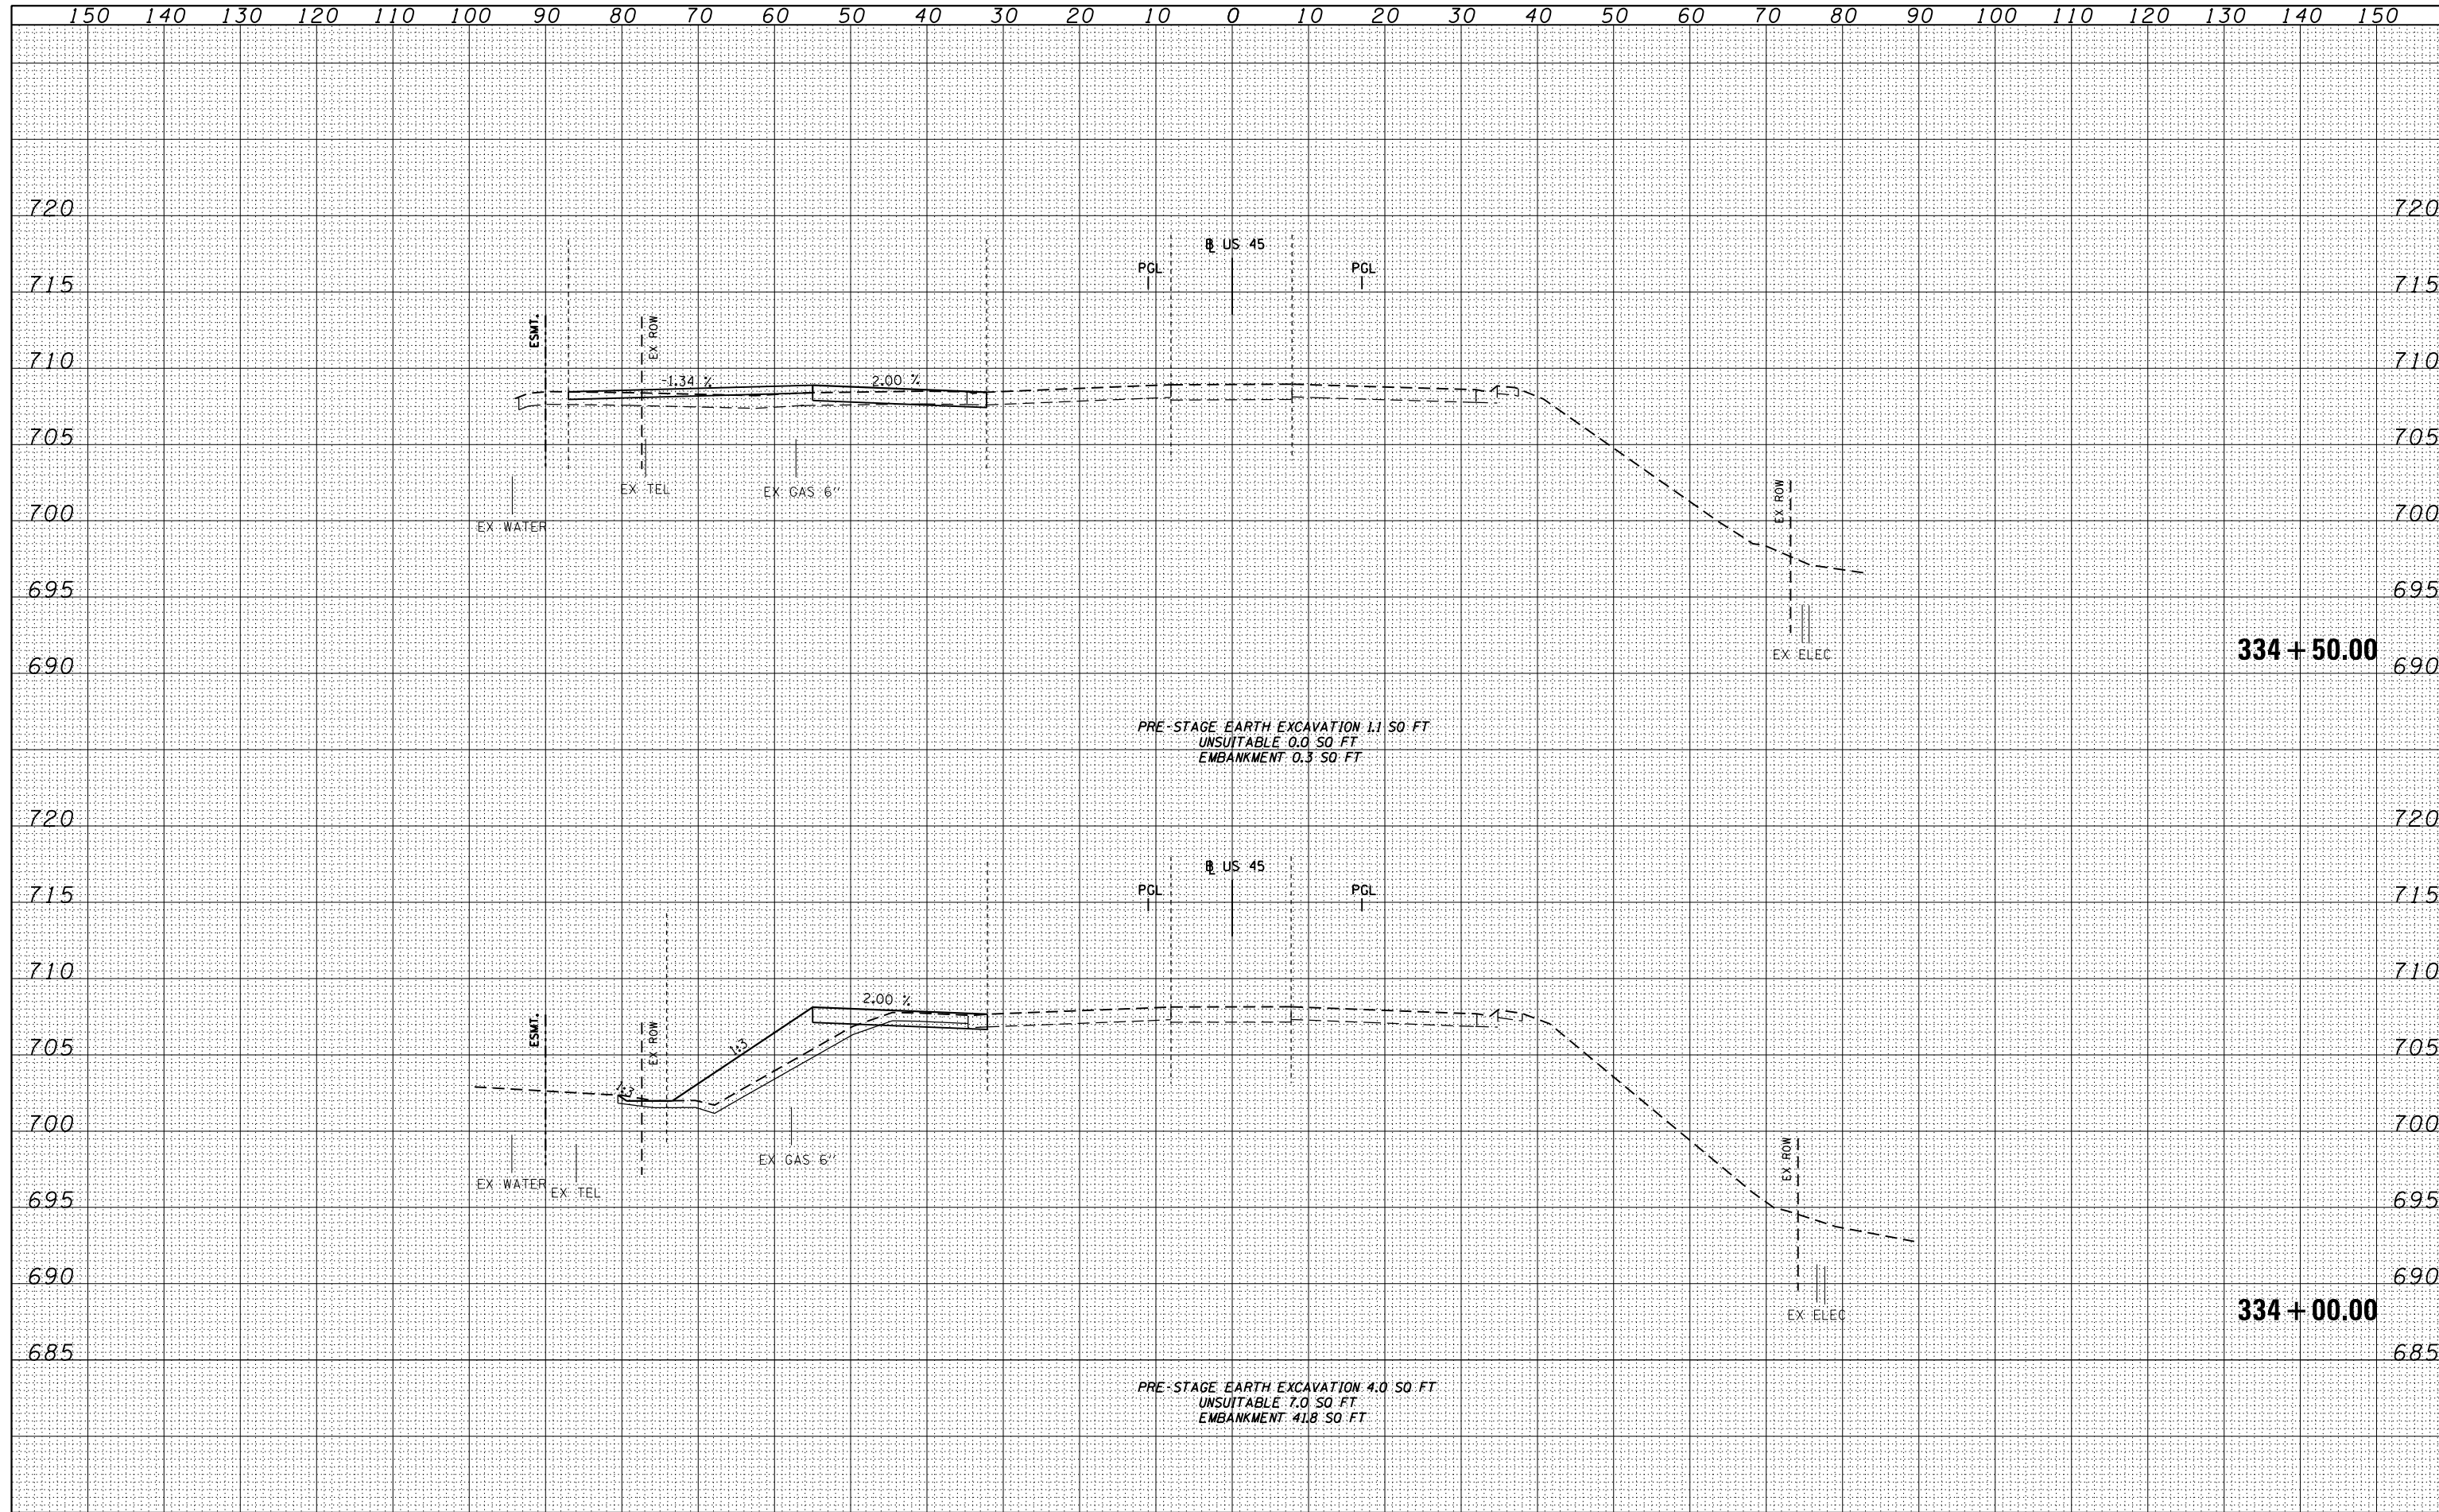 150 140 130 120 110 100 90 80 70 60 50 40 30 20 10 0 10 20 30 40 50 60 70 80 90 100 110 120 130 140 150
720 720
℄ US 45
PGL PGL
715 715
ESMT. EX ROW
710 710
-1.34 % 2.00 %
705 705
EX TEL EX GAS 6" EX ROW
700 700
EX WATER
695 695
EX ELEC
334 + 50.00
690 690
PRE-STAGE EARTH EXCAVATION 1.1 SQ FT
UNSUITABLE 0.0 SQ FT
EMBANKMENT 0.3 SQ FT
720 720
℄ US 45
PGL PGL
715 715
710 710
2.00 %
ESMT. EX ROW
705 705
1:3
1:3
700 700
EX GAS 6" EX ROW
EX WATER EX TEL
695 695
690 690
EX ELEC
334 + 00.00
685 685
PRE-STAGE EARTH EXCAVATION 4.0 SQ FT
UNSUITABLE 7.0 SQ FT
EMBANKMENT 41.8 SQ FT